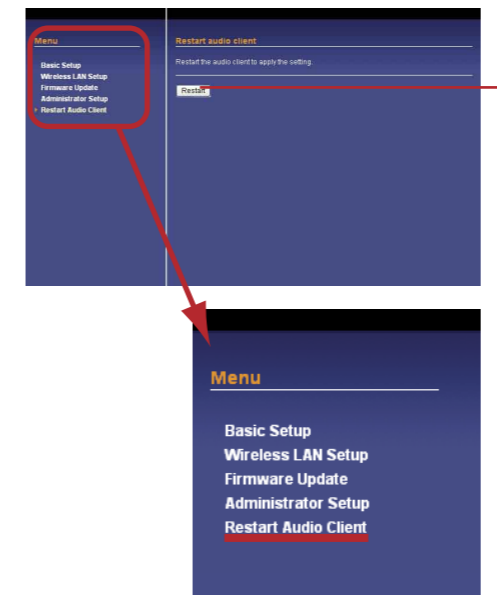 Menu
Basic Setup
Wireless LAN Setup
Firmware Update
Administrator Setup
Restart Audio Client
Restart audio client
Restart the audio client to apply the setting.
Restart
Menu
Basic Setup
Wireless LAN Setup
Firmware Update
Administrator Setup
Restart Audio Client